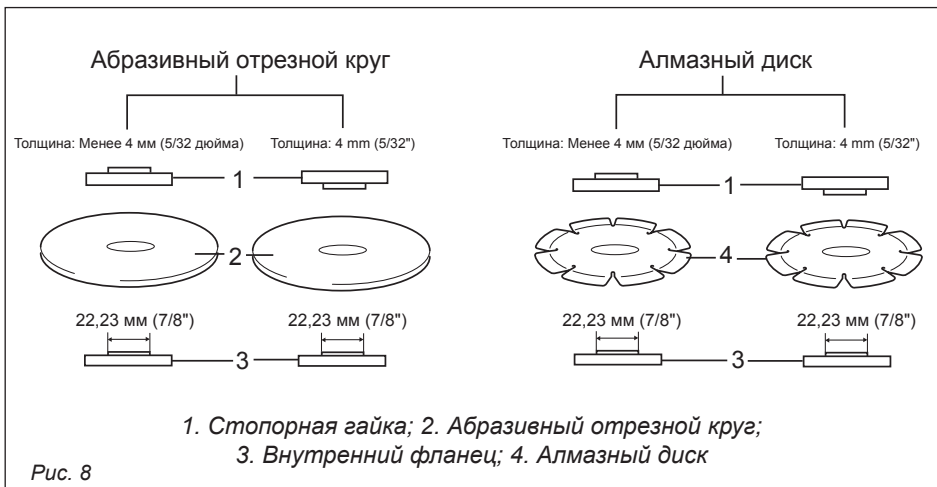 Абразивный отрезной круг
Толщина: Менее 4 мм (5/32 дюйма)
Толщина: 4 mm (5/32")
1
2
22,23 мм (7/8")
22,23 мм (7/8")
3
Алмазный диск
Толщина: Менее 4 мм (5/32 дюйма)
Толщина: 4 mm (5/32")
1
4
22,23 мм (7/8")
22,23 мм (7/8")
3
1. Стопорная гайка; 2. Абразивный отрезной круг;
3. Внутренний фланец; 4. Алмазный диск
Рис. 8